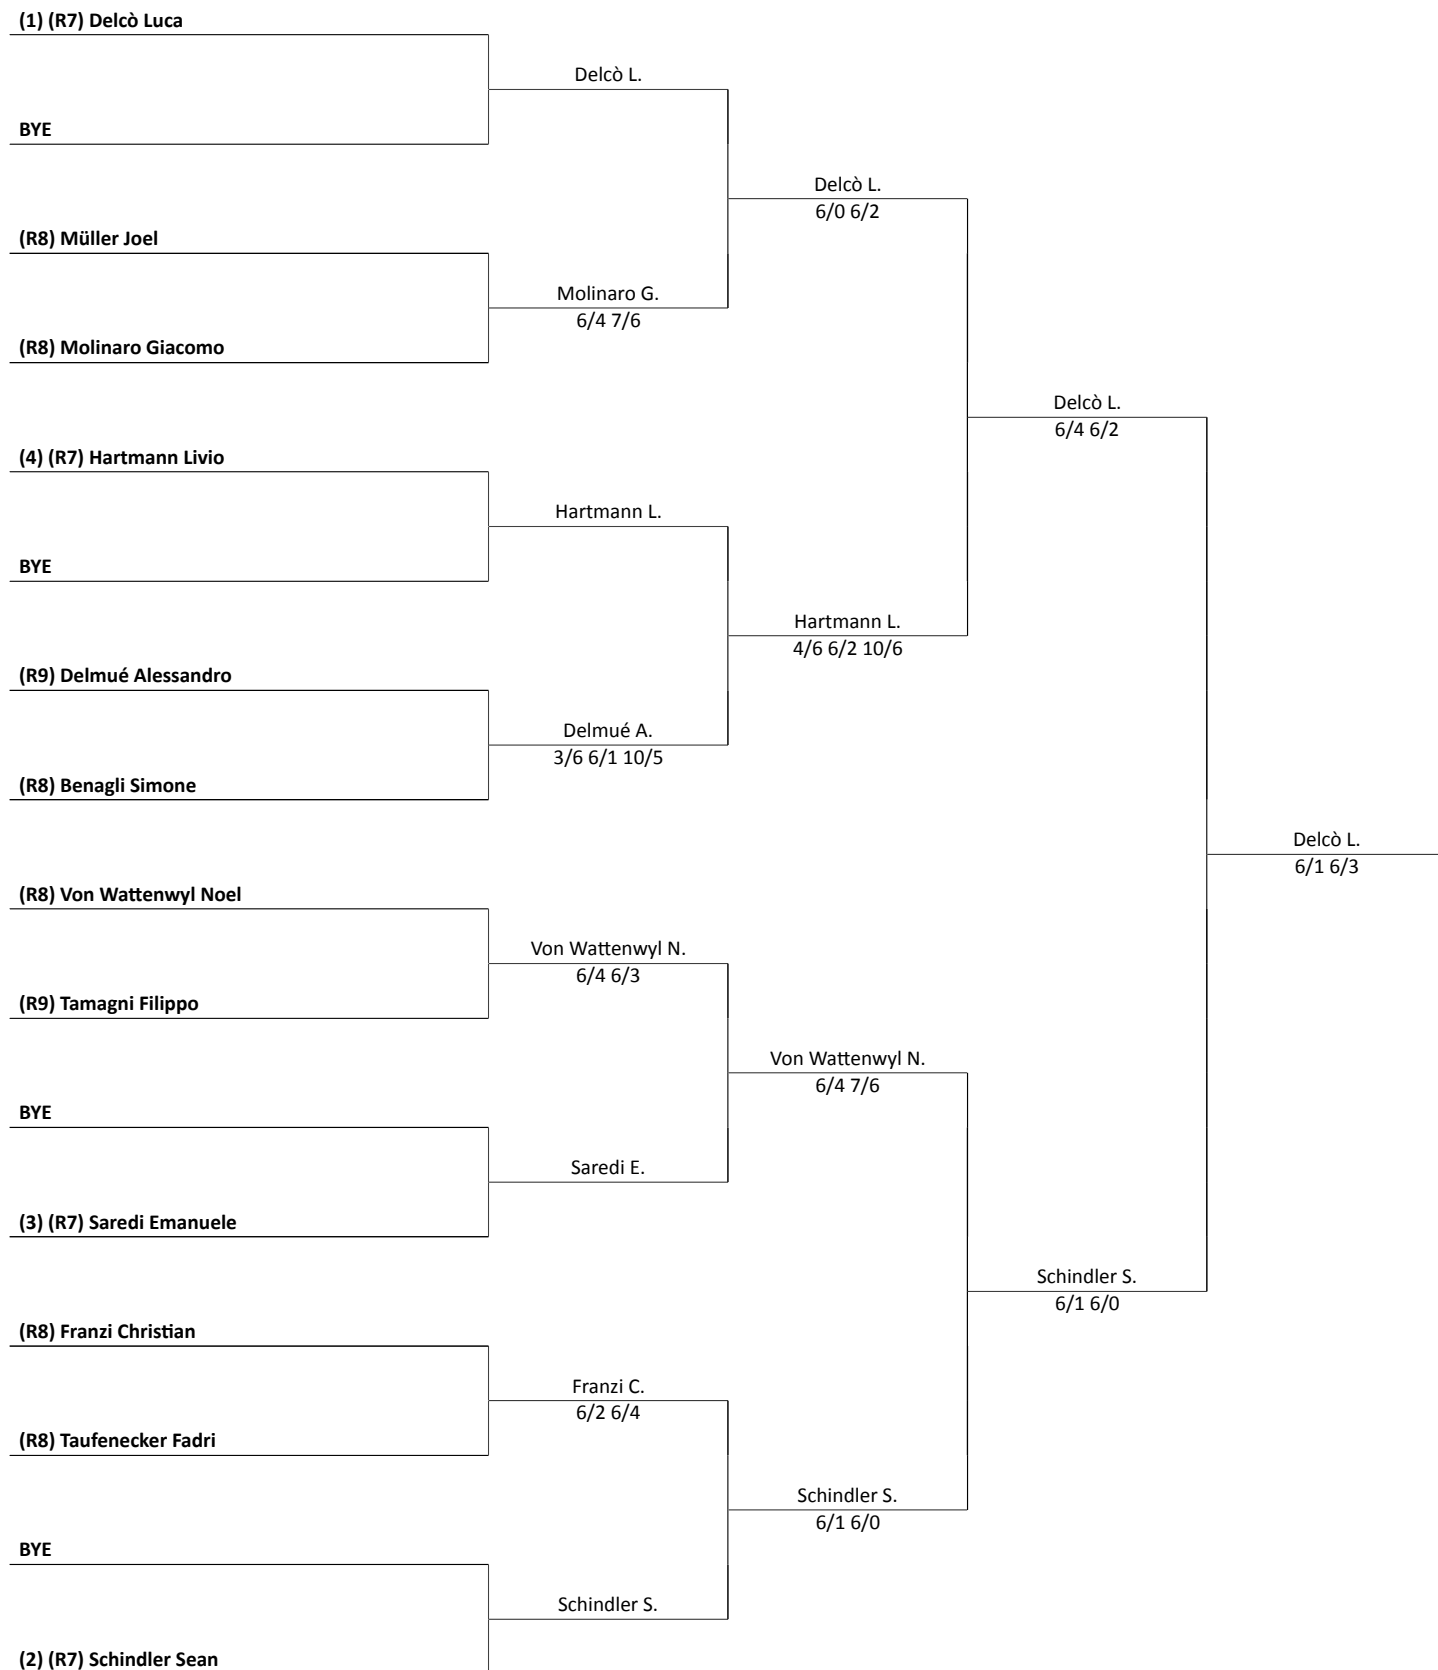 (1) (R7) Delcò Luca
Delcò L.
BYE
Delcò L.
6/0 6/2
(R8) Müller Joel
Molinaro G.
6/4 7/6
(R8) Molinaro Giacomo
Delcò L.
6/4 6/2
(4) (R7) Hartmann Livio
Hartmann L.
BYE
Hartmann L.
4/6 6/2 10/6
(R9) Delmué Alessandro
Delmué A.
3/6 6/1 10/5
(R8) Benagli Simone
Delcò L.
6/1 6/3
(R8) Von Wattenwyl Noel
Von Wattenwyl N.
6/4 6/3
(R9) Tamagni Filippo
Von Wattenwyl N.
6/4 7/6
BYE
Saredi E.
(3) (R7) Saredi Emanuele
Schindler S.
6/1 6/0
(R8) Franzi Christian
Franzi C.
6/2 6/4
(R8) Taufenecker Fadri
Schindler S.
6/1 6/0
BYE
Schindler S.
(2) (R7) Schindler Sean